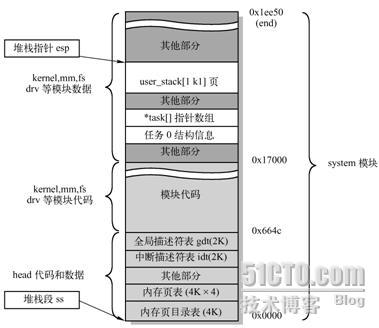 0x1ee50
(end)
其他部分
堆栈指针 esp
kernel,mm,fs
drv 等模块数据
user_stack[1 k1] 页
其他部分
*task[] 指针数组
任务 0 结构信息
其他部分
0x17000
system 模块
kernel,mm,fs
drv 等模块代码
模块代码
0x664c
全局描述符表 gdt(2K)
中断描述符表 idt(2K)
head 代码和数据
其他部分
内存页表 (4K×4)
堆栈段 ss
内存页目录表 (4K)
0x0000
51CTO.com
技术博客 Blog